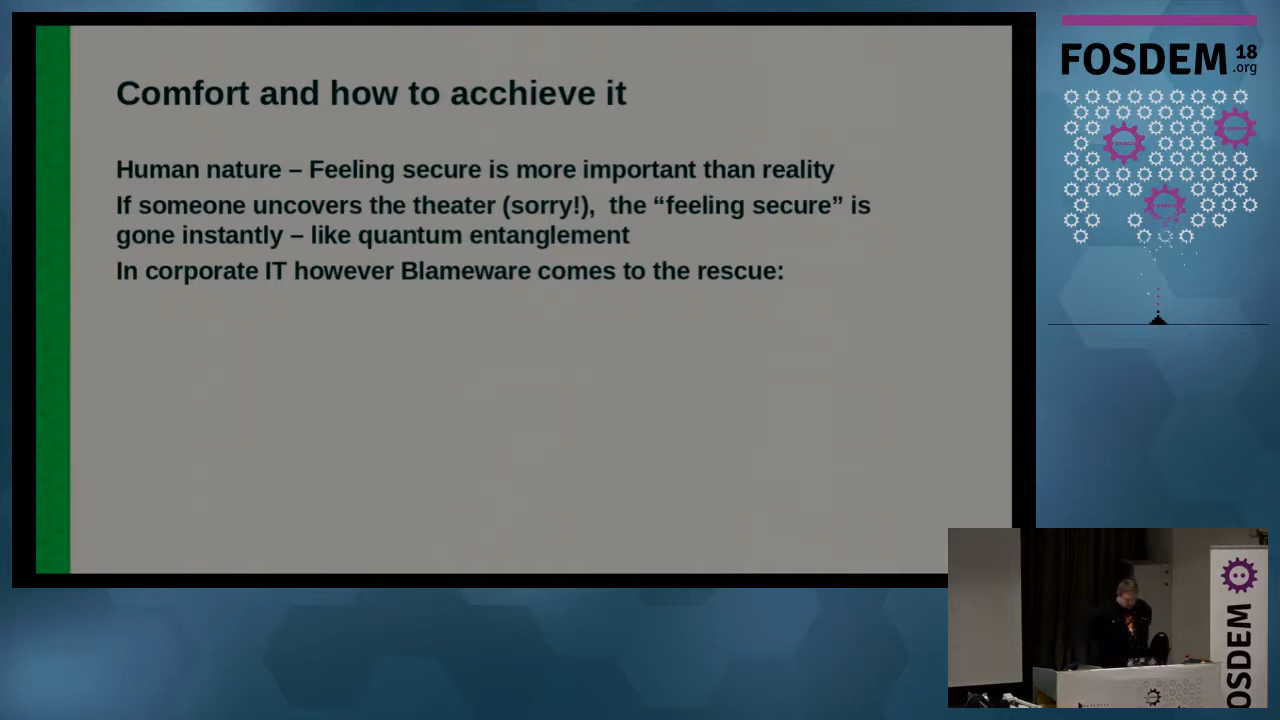 Comfort and how to acchieve it
Human nature – Feeling secure is more important than reality
If someone uncovers the theater (sorry!),  the “feeling secure” is
gone instantly – like quantum entanglement
In corporate IT however Blameware comes to the rescue:
FOSDEM 18
.org
OSDEM